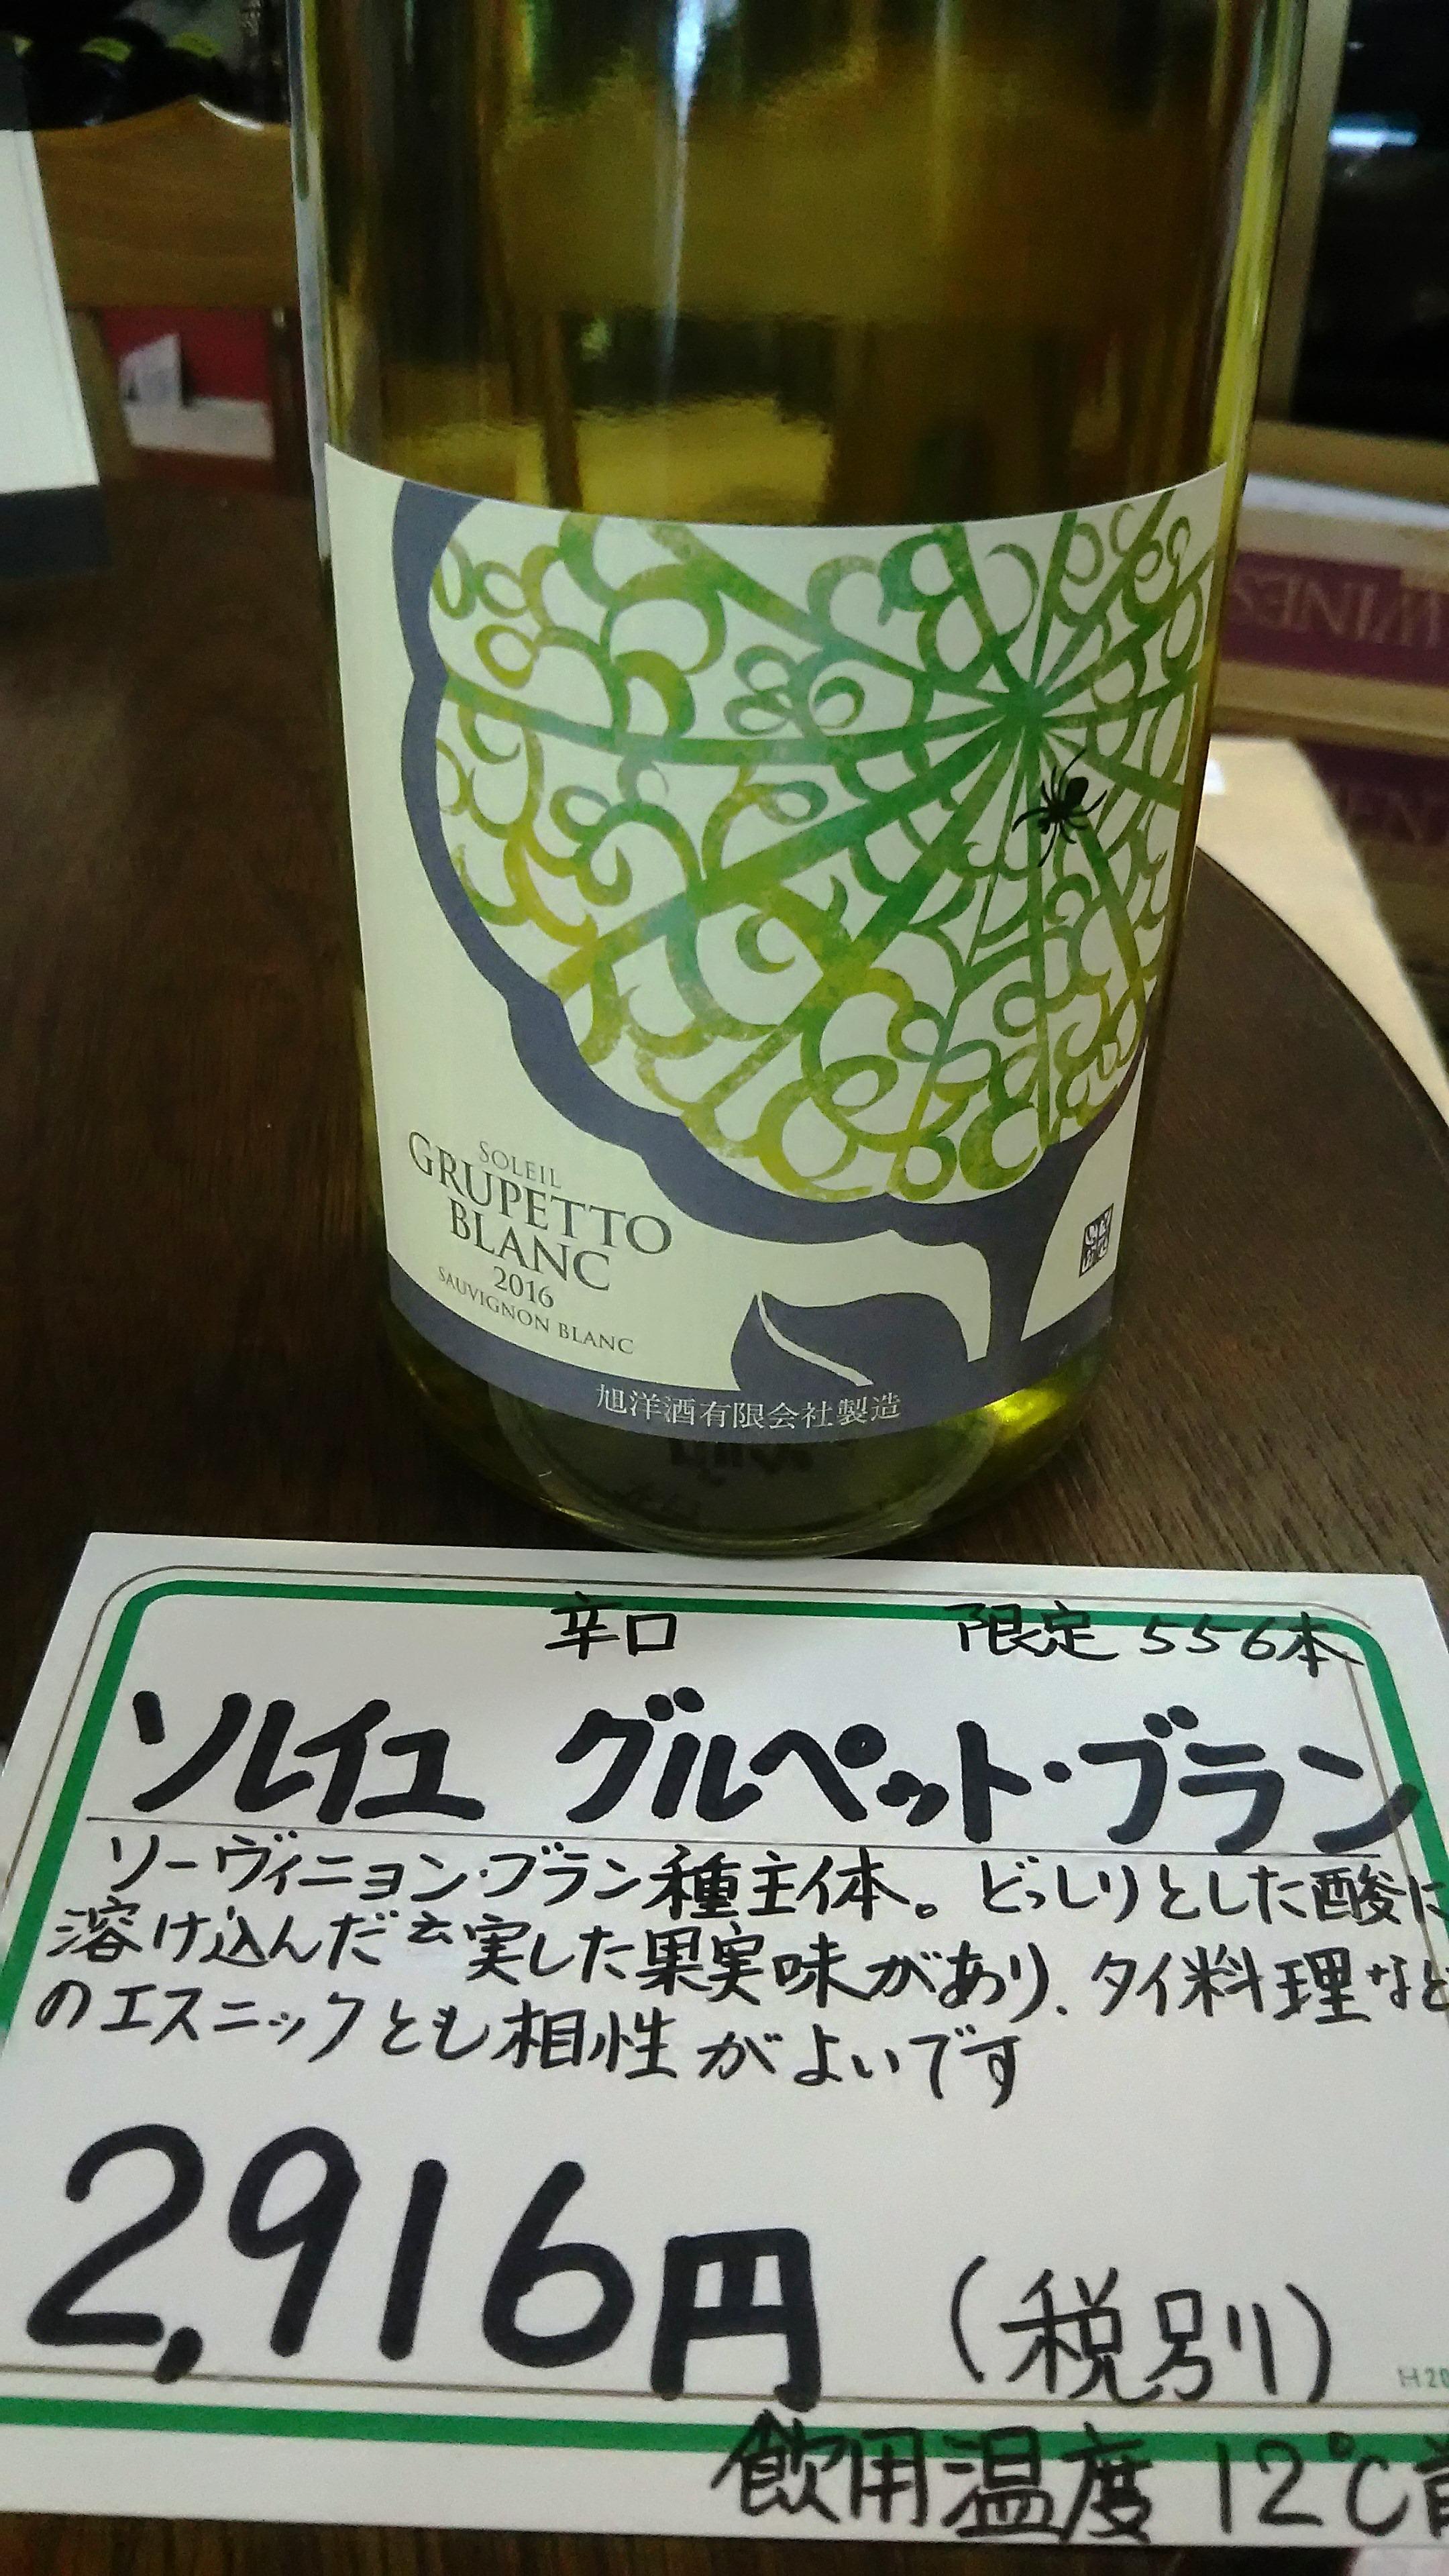 WINES
SOLEIL
GRUPETTO
BLANC
2016
SAUVIGNON BLANC
旭洋酒有限会社製造
辛口 限定 556本
ソレイユ グルペット・ブラン
ソーヴィニョン・ブラン種主体。どっしりとした酸に
溶け込んだ充実した果実味があり、タイ料理など
のエスニックとも相性がよいです
2,916円 (税別)
H20
飲用温度 12℃前